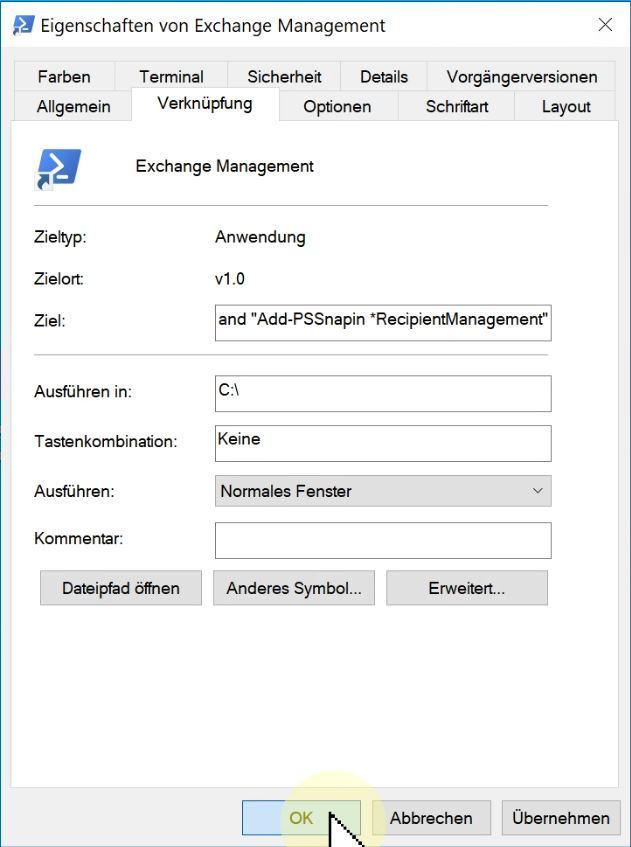 Eigenschaften von Exchange Management
Farben Terminal Sicherheit Details Vorgängerversionen
Allgemein Verknüpfung Optionen Schriftart Layout
Exchange Management
Zieltyp: Anwendung
Zielort: v1.0
Ziel: and "Add-PSSnapin *RecipientManagement"
Ausführen in: C:\
Tastenkombination: Keine
Ausführen: Normales Fenster
Kommentar:
Dateipfad öffnen Anderes Symbol... Erweitert...
OK Abbrechen Übernehmen